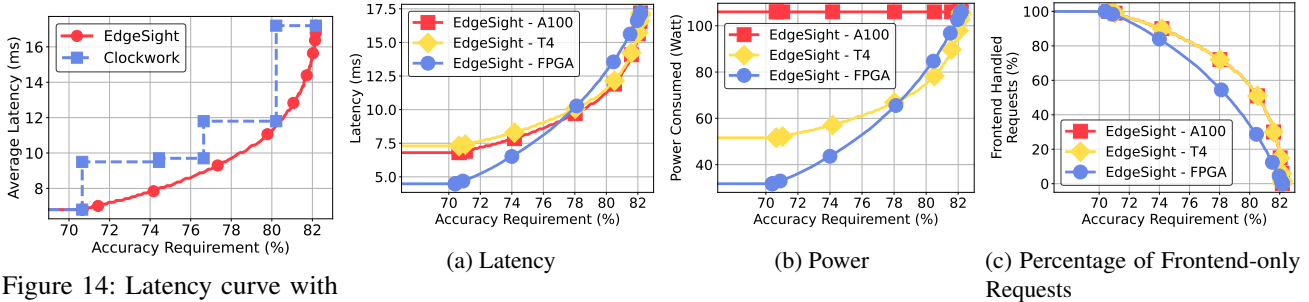 EdgeSight
Clockwork
16
14
12
10
8
70 72 74 76 78 80 82
Average Latency (ms)
Accuracy Requirement (%)
Figure 14: Latency curve with
EdgeSight - A100
EdgeSight - T4
EdgeSight - FPGA
17.5
15.0
12.5
10.0
7.5
5.0
70 72 74 76 78 80 82
Latency (ms)
Accuracy Requirement (%)
(a) Latency
EdgeSight - A100
EdgeSight - T4
EdgeSight - FPGA
100
80
60
40
70 72 74 76 78 80 82
Power Consumed (Watt)
Accuracy Requirement (%)
(b) Power
100
80
60
40
20
0
EdgeSight - A100
EdgeSight - T4
EdgeSight - FPGA
70 72 74 76 78 80 82
Frontend Handled
Requests (%)
Accuracy Requirement (%)
(c) Percentage of Frontend-only
Requests